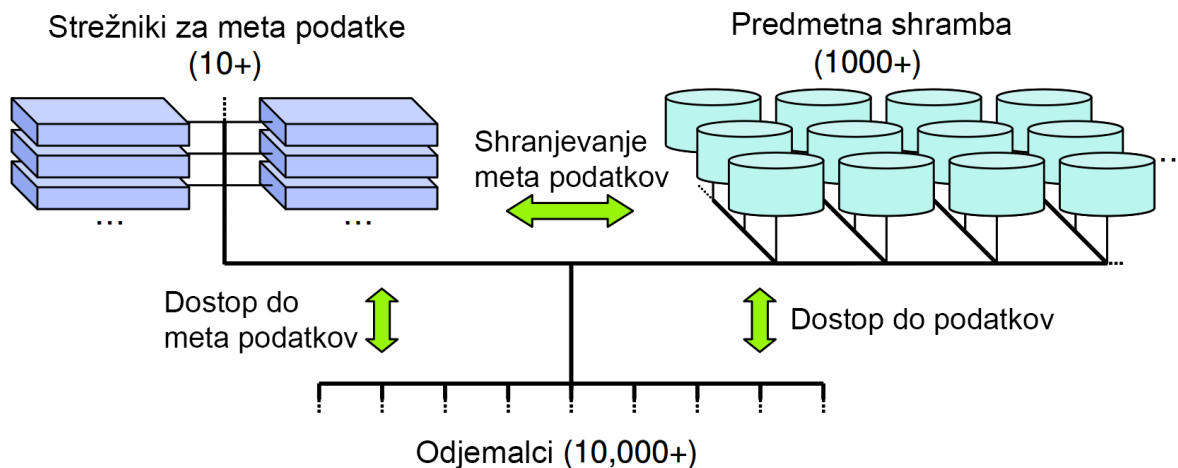 Strežniki za meta podatke
(10+)
Predmetna shramba
(1000+)
Shranjevanje
meta podatkov
...
...
...
Dostop do
meta podatkov
Dostop do podatkov
Odjemalci (10,000+)